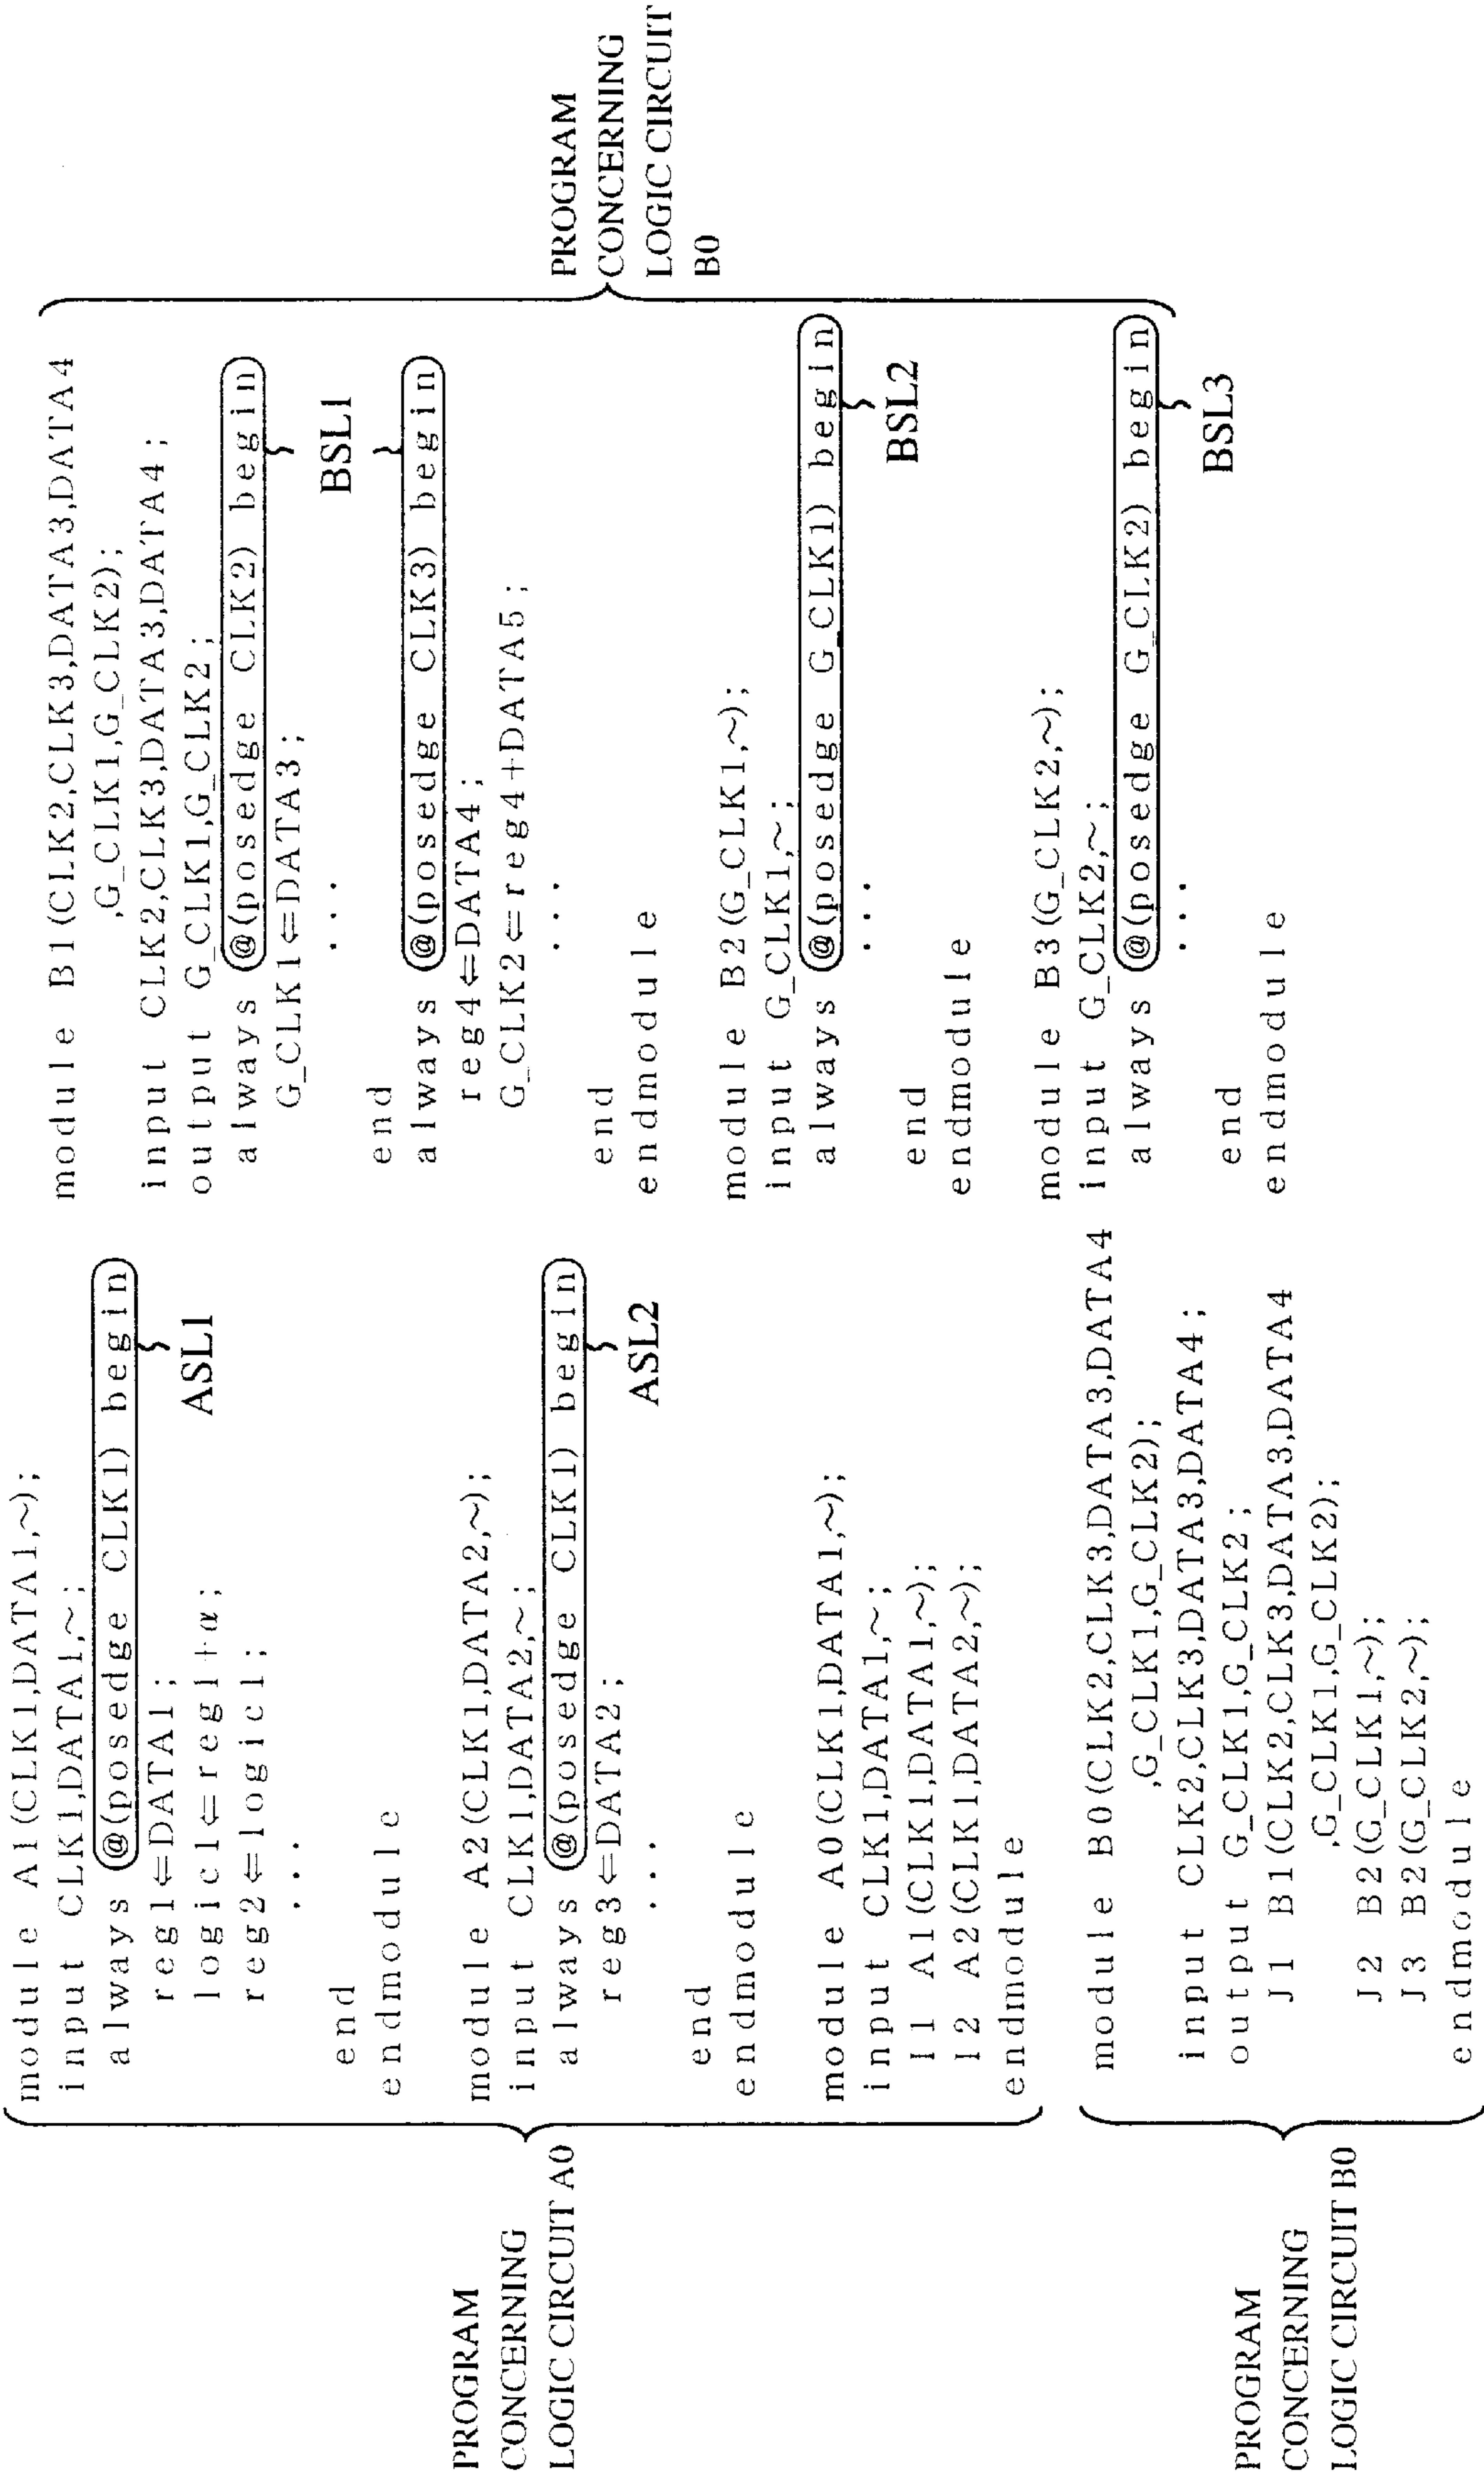 PROGRAM
CONCERNING
LOGIC CIRCUIT A0
module A1(CLK1,DATA1,~);
input CLK1,DATA1,~;
always @(posedge CLK1) begin
ASL1
reg1⇐DATA1;
logic1⇐reg1+α;
reg2⇐logic1;
...
end
endmodule
module A2(CLK1,DATA2,~);
input CLK1,DATA2,~;
always @(posedge CLK1) begin
ASL2
reg3⇐DATA2;
...
end
endmodule
module A0(CLK1,DATA1,~);
input CLK1,DATA1,~;
I1 A1(CLK1,DATA1,~);
I2 A2(CLK1,DATA2,~);
endmodule
PROGRAM
CONCERNING
LOGIC CIRCUIT B0
module B0(CLK2,CLK3,DATA3,DATA4
,G_CLK1,G_CLK2);
input CLK2,CLK3,DATA3,DATA4;
output G_CLK1,G_CLK2;
J1 B1(CLK2,CLK3,DATA3,DATA4
,G_CLK1,G_CLK2);
J2 B2(G_CLK1,~);
J3 B2(G_CLK2,~);
endmodule
module B1(CLK2,CLK3,DATA3,DATA4
,G_CLK1,G_CLK2);
input CLK2,CLK3,DATA3,DATA4;
output G_CLK1,G_CLK2;
always @(posedge CLK2) begin
G_CLK1⇐DATA3;
...
BSL1
end
always @(posedge CLK3) begin
reg4⇐DATA4;
G_CLK2⇐reg4+DATA5;
...
end
endmodule
module B2(G_CLK1,~);
input G_CLK1,~;
always @(posedge G_CLK1) begin
...
BSL2
end
endmodule
module B3(G_CLK2,~);
input G_CLK2,~;
always @(posedge G_CLK2) begin
...
BSL3
end
endmodule
PROGRAM
CONCERNING
LOGIC CIRCUIT
B0